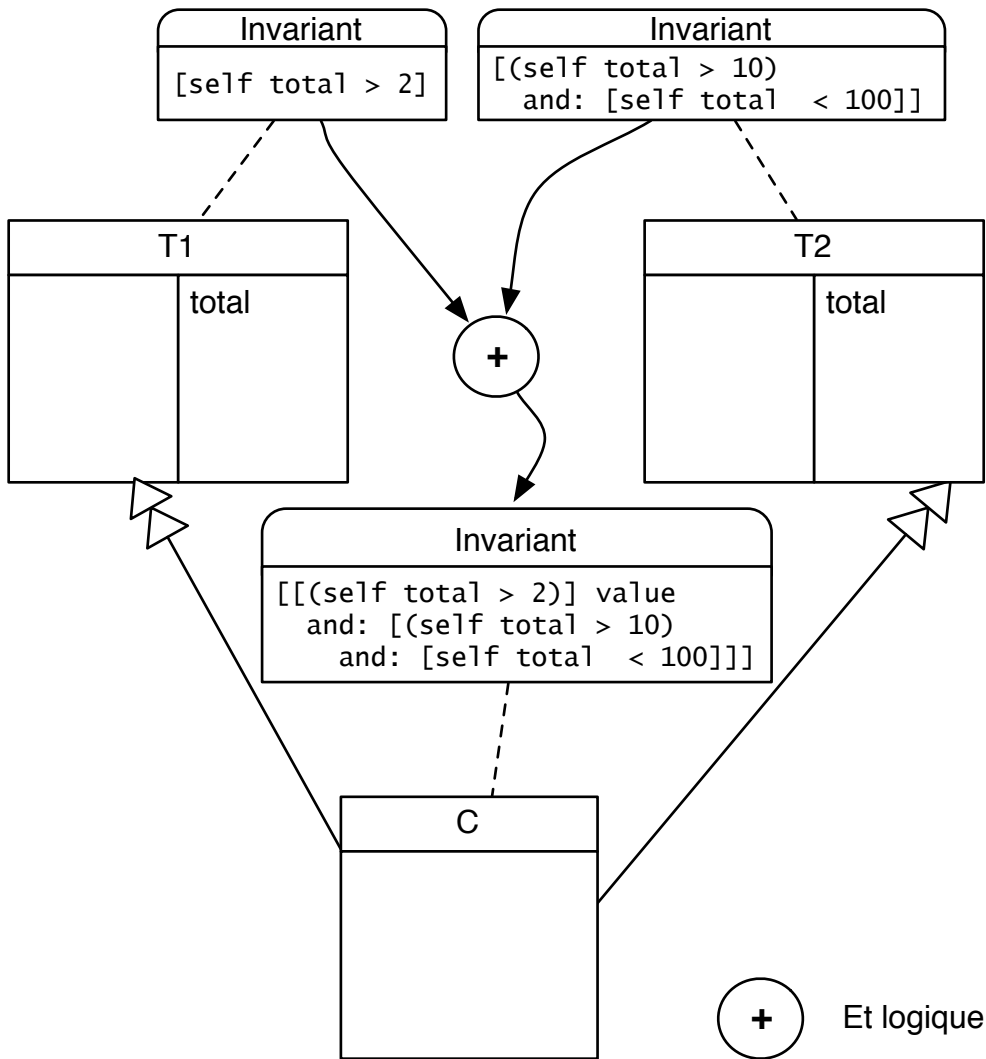 Invariant
[self total > 2]
Invariant
[(self total > 10)
and: [self total  < 100]]
T1
total
T2
total
+
Invariant
[[(self total > 2)] value
and: [(self total > 10)
and: [self total  < 100]]]
C
+
Et logique